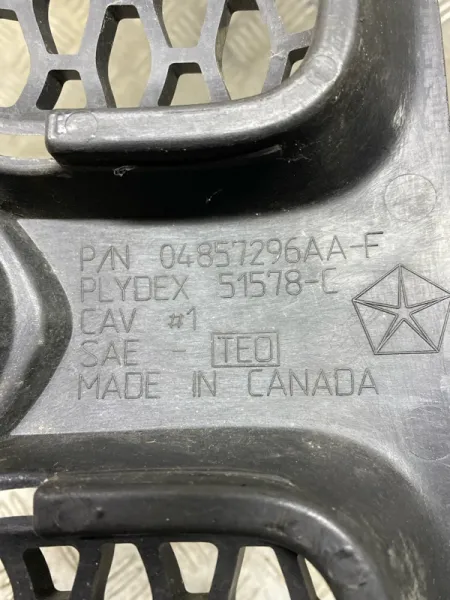 P/N 04857296AA-F
PLYDEX 51578-C
CAV #1
SAE - TEO
MADE IN CANADA